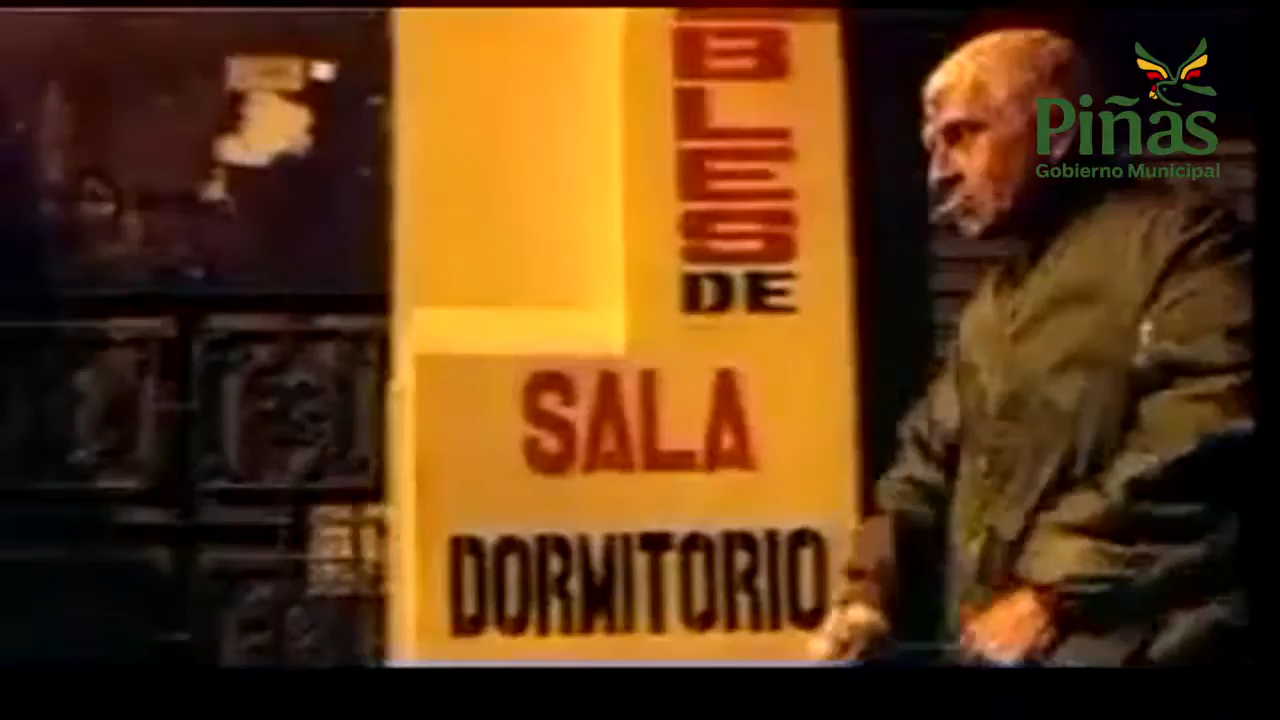 BLES
DE
SALA
DORMITORIO
Piñas
Gobierno Municipal